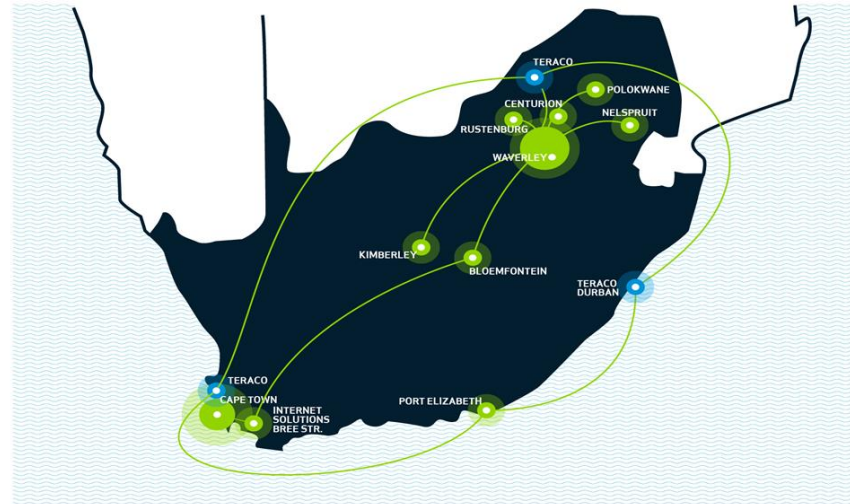 TERACO
POLOKWANE
CENTURION
NELSPRUIT
RUSTENBURG
WAVERLEY
KIMBERLEY
BLOEMFONTEIN
TERACO
DURBAN
TERACO
CAPE TOWN
PORT ELIZABETH
INTERNET
SOLUTIONS
BREE STR.